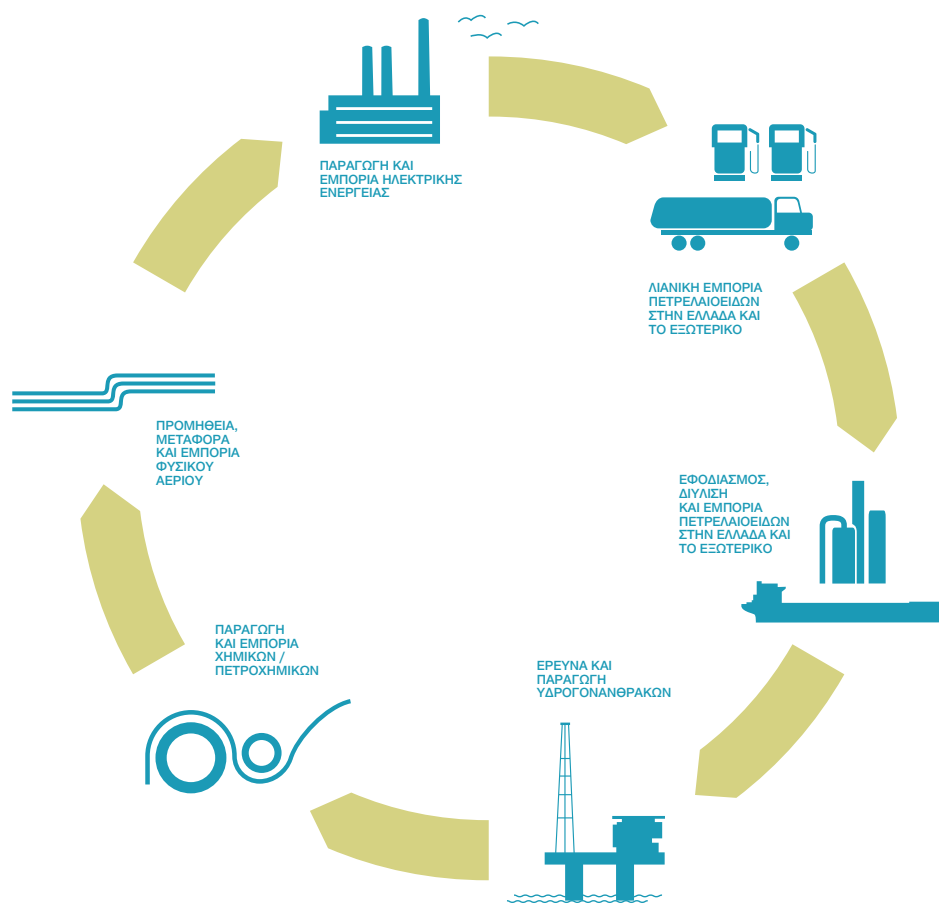 ΠΑΡΑΓΩΓΗ ΚΑΙ
ΕΜΠΟΡΙΑ ΗΛΕΚΤΡΙΚΗΣ
ΕΝΕΡΓΕΙΑΣ
ΛΙΑΝΙΚΗ ΕΜΠΟΡΙΑ
ΠΕΤΡΕΛΑΙΟΕΙΔΩΝ
ΣΤΗΝ ΕΛΛΑΔΑ ΚΑΙ
ΤΟ ΕΞΩΤΕΡΙΚΟ
ΕΦΟΔΙΑΣΜΟΣ,
ΔΙΥΛΙΣΗ
ΚΑΙ ΕΜΠΟΡΙΑ
ΠΕΤΡΕΛΑΙΟΕΙΔΩΝ
ΣΤΗΝ ΕΛΛΑΔΑ ΚΑΙ
ΤΟ ΕΞΩΤΕΡΙΚΟ
ΕΡΕΥΝΑ ΚΑΙ
ΠΑΡΑΓΩΓΗ
ΥΔΡΟΓΟΝΑΝΘΡΑΚΩΝ
ΠΑΡΑΓΩΓΗ
ΚΑΙ ΕΜΠΟΡΙΑ
ΧΗΜΙΚΩΝ /
ΠΕΤΡΟΧΗΜΙΚΩΝ
ΠΡΟΜΗΘΕΙΑ,
ΜΕΤΑΦΟΡΑ
ΚΑΙ ΕΜΠΟΡΙΑ
ΦΥΣΙΚΟΥ
ΑΕΡΙΟΥ